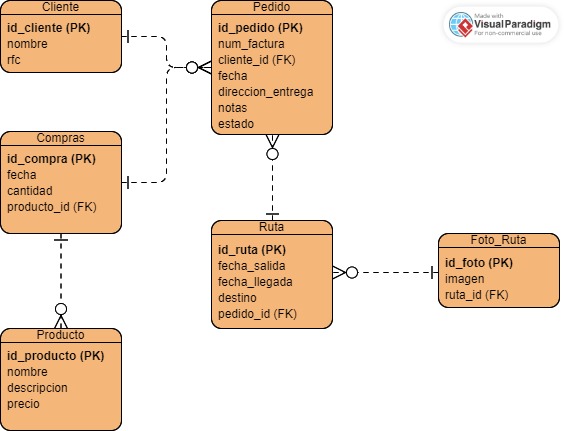 Cliente
id_cliente (PK)
nombre
rfc
Pedido
id_pedido (PK)
num_factura
cliente_id (FK)
fecha
direccion_entrega
notas
estado
Made with
Visual Paradigm
For non-commercial use
Compras
id_compra (PK)
fecha
cantidad
producto_id (FK)
Ruta
id_ruta (PK)
fecha_salida
fecha_llegada
destino
pedido_id (FK)
Foto_Ruta
id_foto (PK)
imagen
ruta_id (FK)
Producto
id_producto (PK)
nombre
descripcion
precio